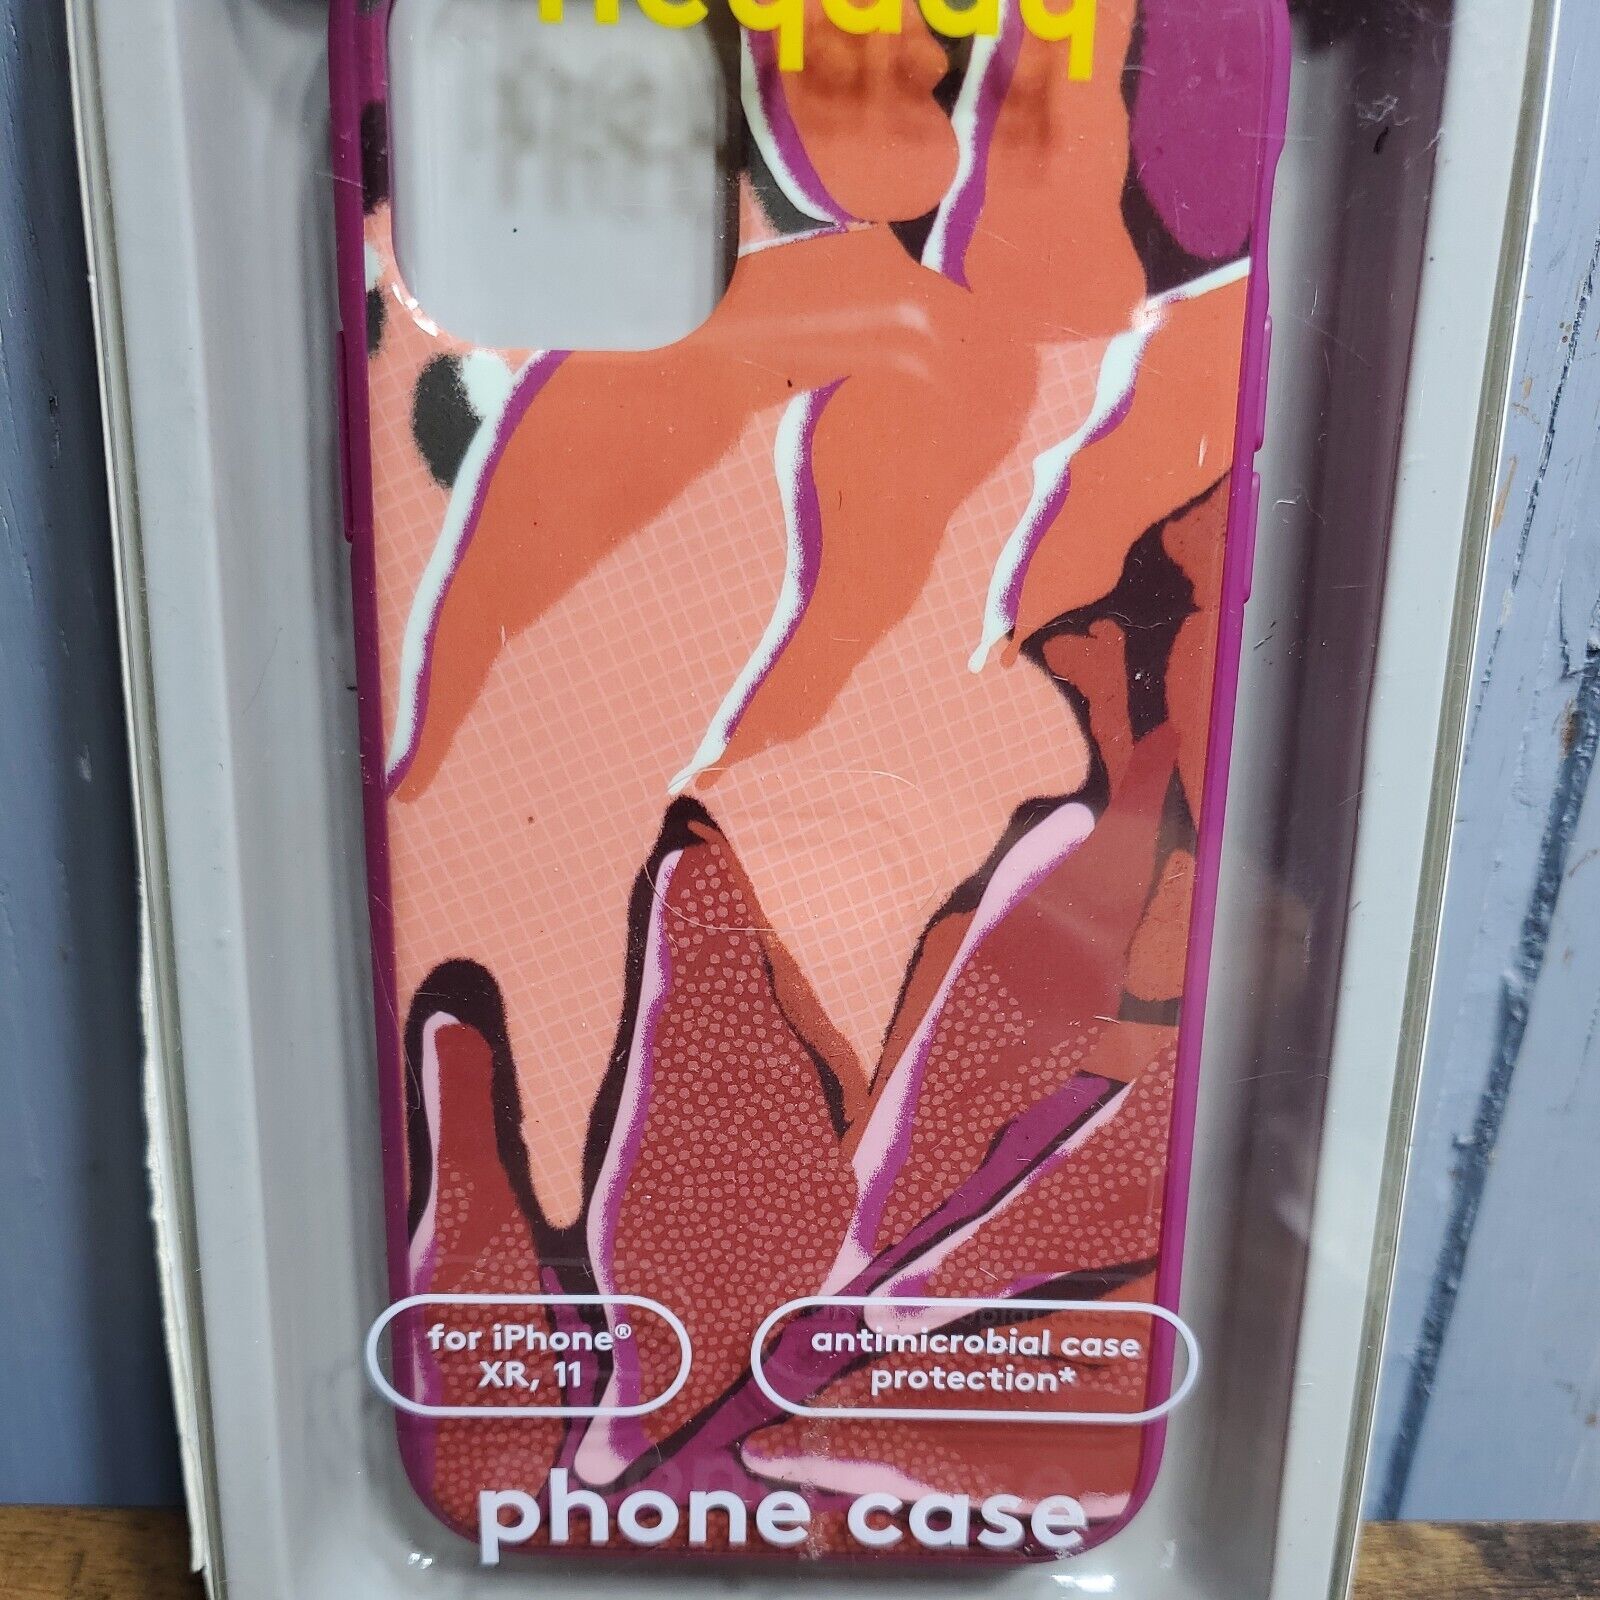 heyday
for iPhone®
XR, 11
antimicrobial case
protection*
phone case